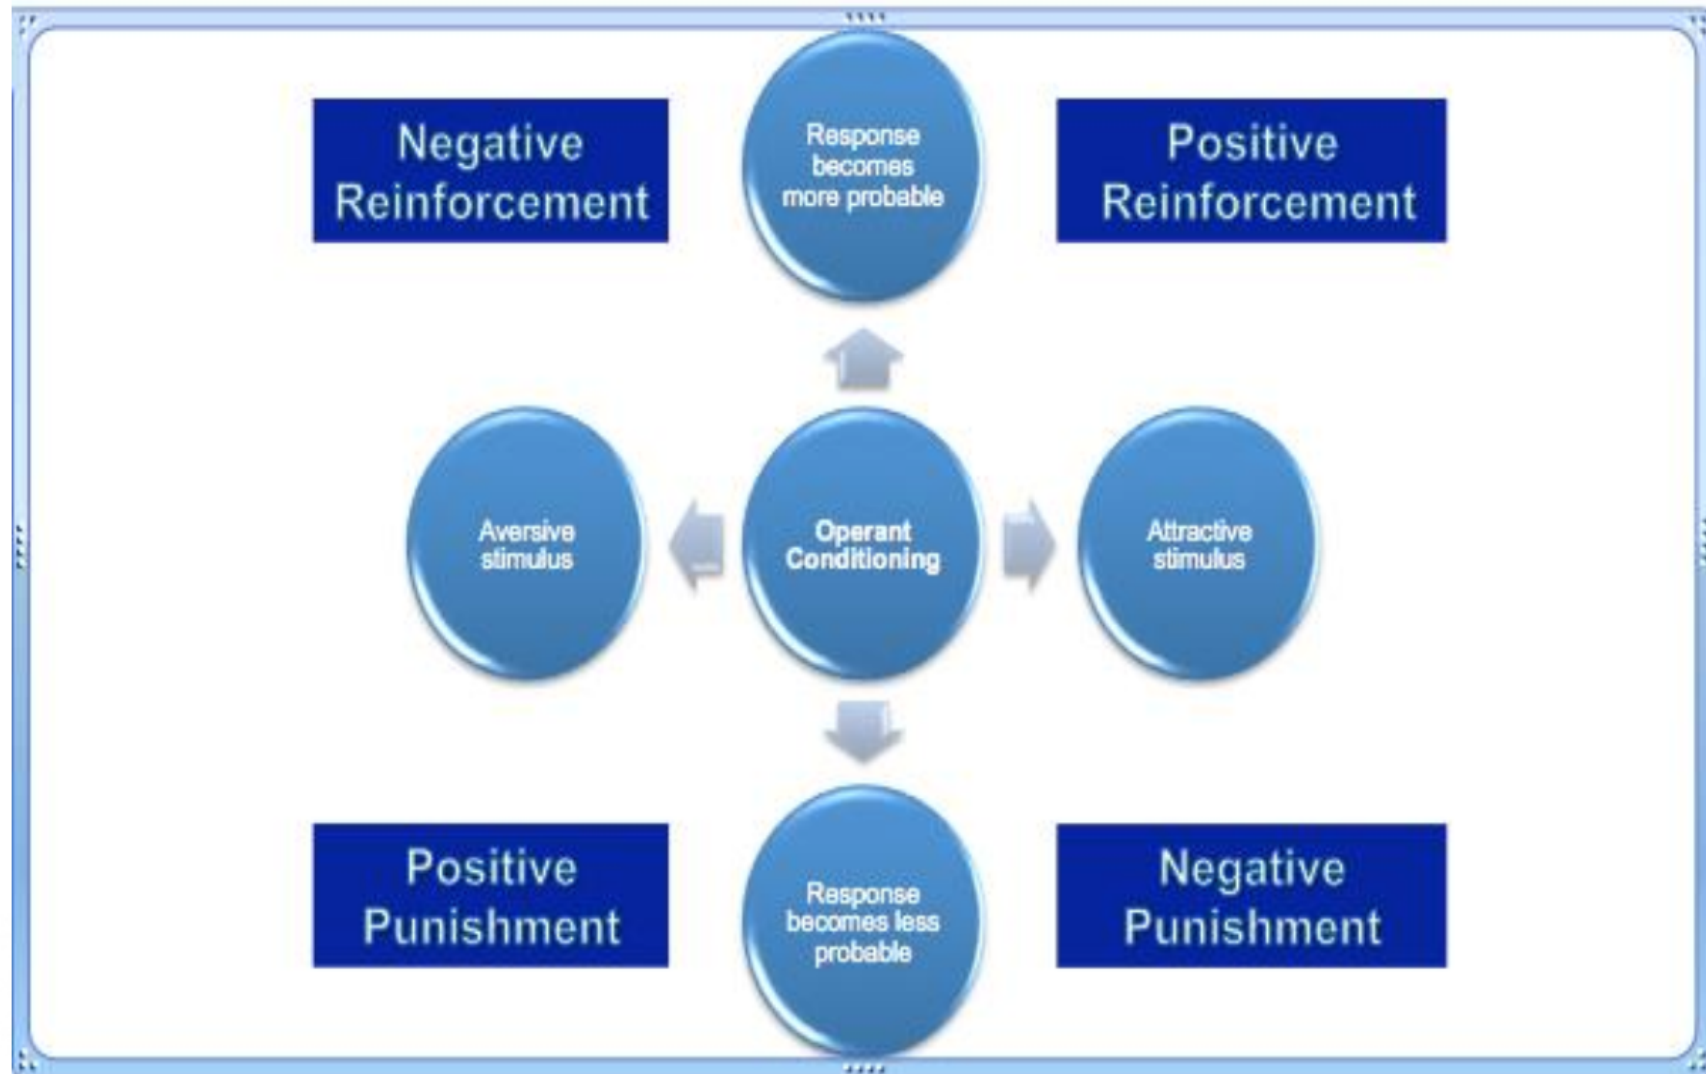 Negative
Reinforcement
Response
becomes
more probable
Positive
Reinforcement
Aversive
stimulus
Operant
Conditioning
Attractive
stimulus
Positive
Punishment
Response
becomes less
probable
Negative
Punishment